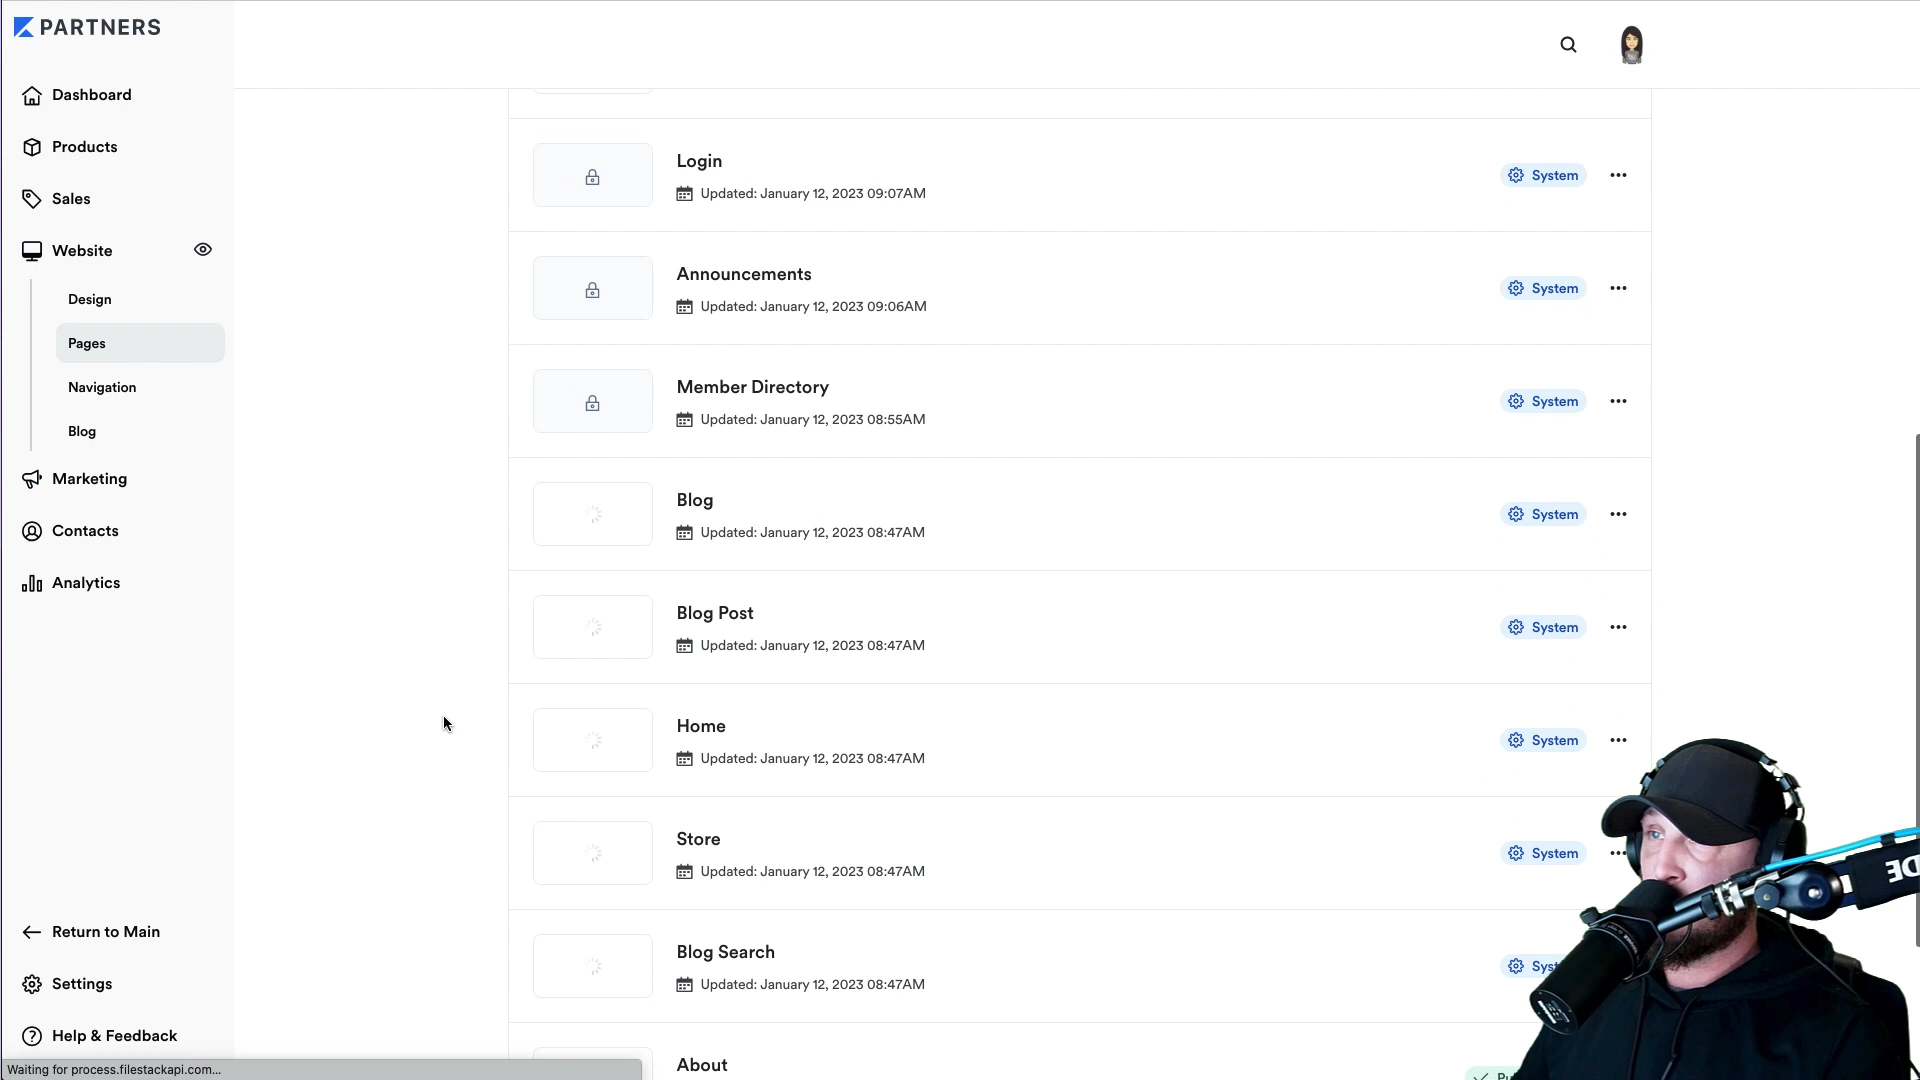 PARTNERS
Dashboard
Products
Sales
Website
Design
Pages
Navigation
Blog
Marketing
Contacts
Analytics
Return to Main
Settings
Help & Feedback
Waiting for process.filestackapi.com...
Login
Updated: January 12, 2023 09:07AM
System
Announcements
Updated: January 12, 2023 09:06AM
System
Member Directory
Updated: January 12, 2023 08:55AM
System
Blog
Updated: January 12, 2023 08:47AM
System
Blog Post
Updated: January 12, 2023 08:47AM
System
Home
Updated: January 12, 2023 08:47AM
System
Store
Updated: January 12, 2023 08:47AM
System
Blog Search
Updated: January 12, 2023 08:47AM
Syst
About